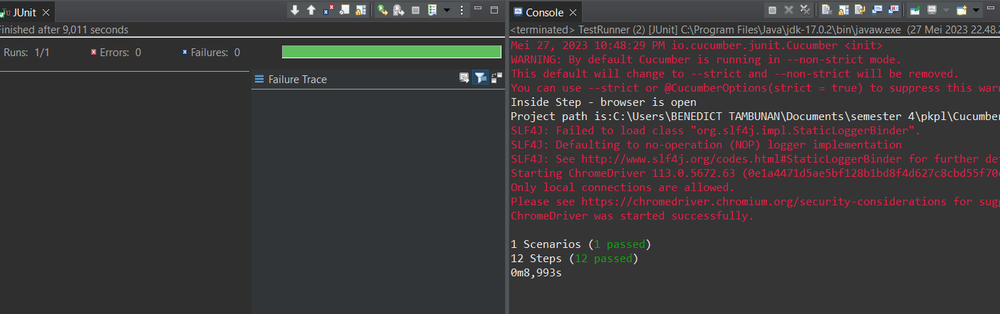 JUnit
Finished after 9,011 seconds
Runs: 1/1
Errors: 0
Failures: 0
Failure Trace
Console
<terminated> TestRunner (2) [JUnit] C:\Program Files\Java\jdk-17.0.2\bin\javaw.exe (27 Mei 2023 22.48.2
Mei 27, 2023 10:48:29 PM io.cucumber.junit.Cucumber <init>
WARNING: By default Cucumber is running in --non-strict mode.
This default will change to --strict and --non-strict will be removed.
You can use --strict or @CucumberOptions(strict = true) to suppress this warn
Inside Step - browser is open
Project path is:C:\Users\BENEDICT TAMBUNAN\Documents\semester 4\pkpl\Cucumber
SLF4J: Failed to load class "org.slf4j.impl.StaticLoggerBinder".
SLF4J: Defaulting to no-operation (NOP) logger implementation
SLF4J: See http://www.slf4j.org/codes.html#StaticLoggerBinder for further det
Starting ChromeDriver 113.0.5672.63 (0e1a4471d5ae5bf128b1bd8f4d627c8cbd55f70c
Only local connections are allowed.
Please see https://chromedriver.chromium.org/security-considerations for sugg
ChromeDriver was started successfully.
1 Scenarios (1 passed)
12 Steps (12 passed)
0m8,993s